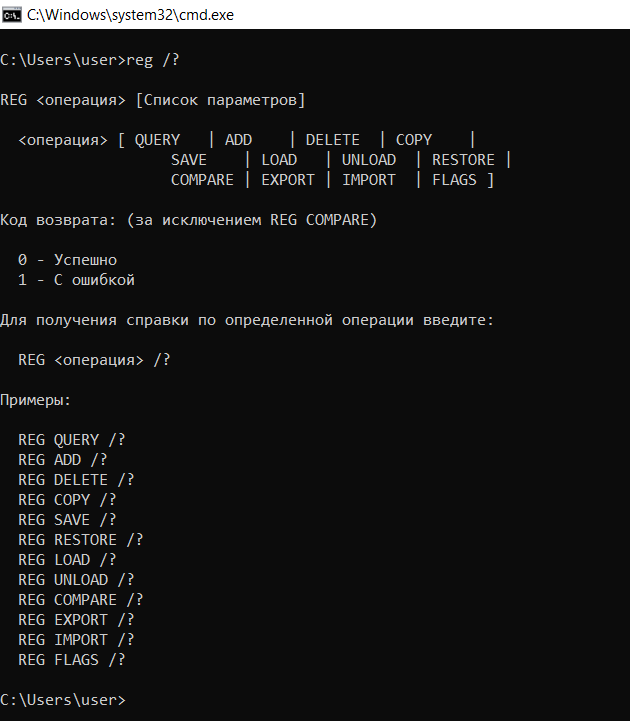 C:\Windows\system32\cmd.exe
C:\Users\user>reg /?
REG <операция> [Список параметров]
<операция> [ QUERY | ADD | DELETE | COPY |
SAVE | LOAD | UNLOAD | RESTORE |
COMPARE | EXPORT | IMPORT | FLAGS ]
Код возврата: (за исключением REG COMPARE)
0 - Успешно
1 - С ошибкой
Для получения справки по определенной операции введите:
REG <операция> /?
Примеры:
REG QUERY /?
REG ADD /?
REG DELETE /?
REG COPY /?
REG SAVE /?
REG RESTORE /?
REG LOAD /?
REG UNLOAD /?
REG COMPARE /?
REG EXPORT /?
REG IMPORT /?
REG FLAGS /?
C:\Users\user>